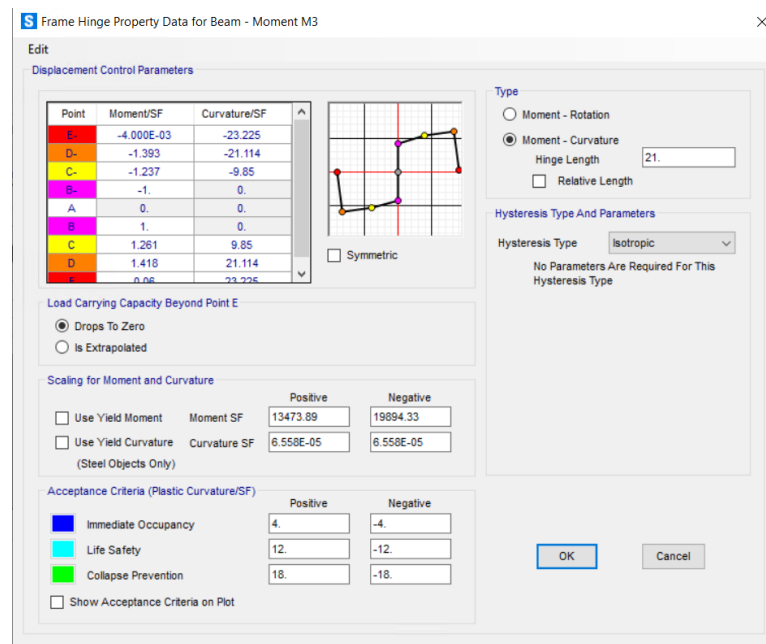 S Frame Hinge Property Data for Beam - Moment M3
Edit
Displacement Control Parameters
Point Moment/SF Curvature/SF
E- -4.000E-03 -23.225
D- -1.393 -21.114
C- -1.237 -9.85
B- -1. 0.
A 0. 0.
B 1. 0.
C 1.261 9.85
D 1.418 21.114
E 0.06 23.225
Symmetric
Type
Moment - Rotation
Moment - Curvature
Hinge Length 21.
Relative Length
Hysteresis Type And Parameters
Hysteresis Type Isotropic
No Parameters Are Required For This
Hysteresis Type
Load Carrying Capacity Beyond Point E
Drops To Zero
Is Extrapolated
Scaling for Moment and Curvature
Positive Negative
Use Yield Moment Moment SF 13473.89 19894.33
Use Yield Curvature Curvature SF 6.558E-05 6.558E-05
(Steel Objects Only)
Acceptance Criteria (Plastic Curvature/SF)
Positive Negative
Immediate Occupancy 4. -4.
Life Safety 12. -12.
Collapse Prevention 18. -18.
Show Acceptance Criteria on Plot
OK Cancel